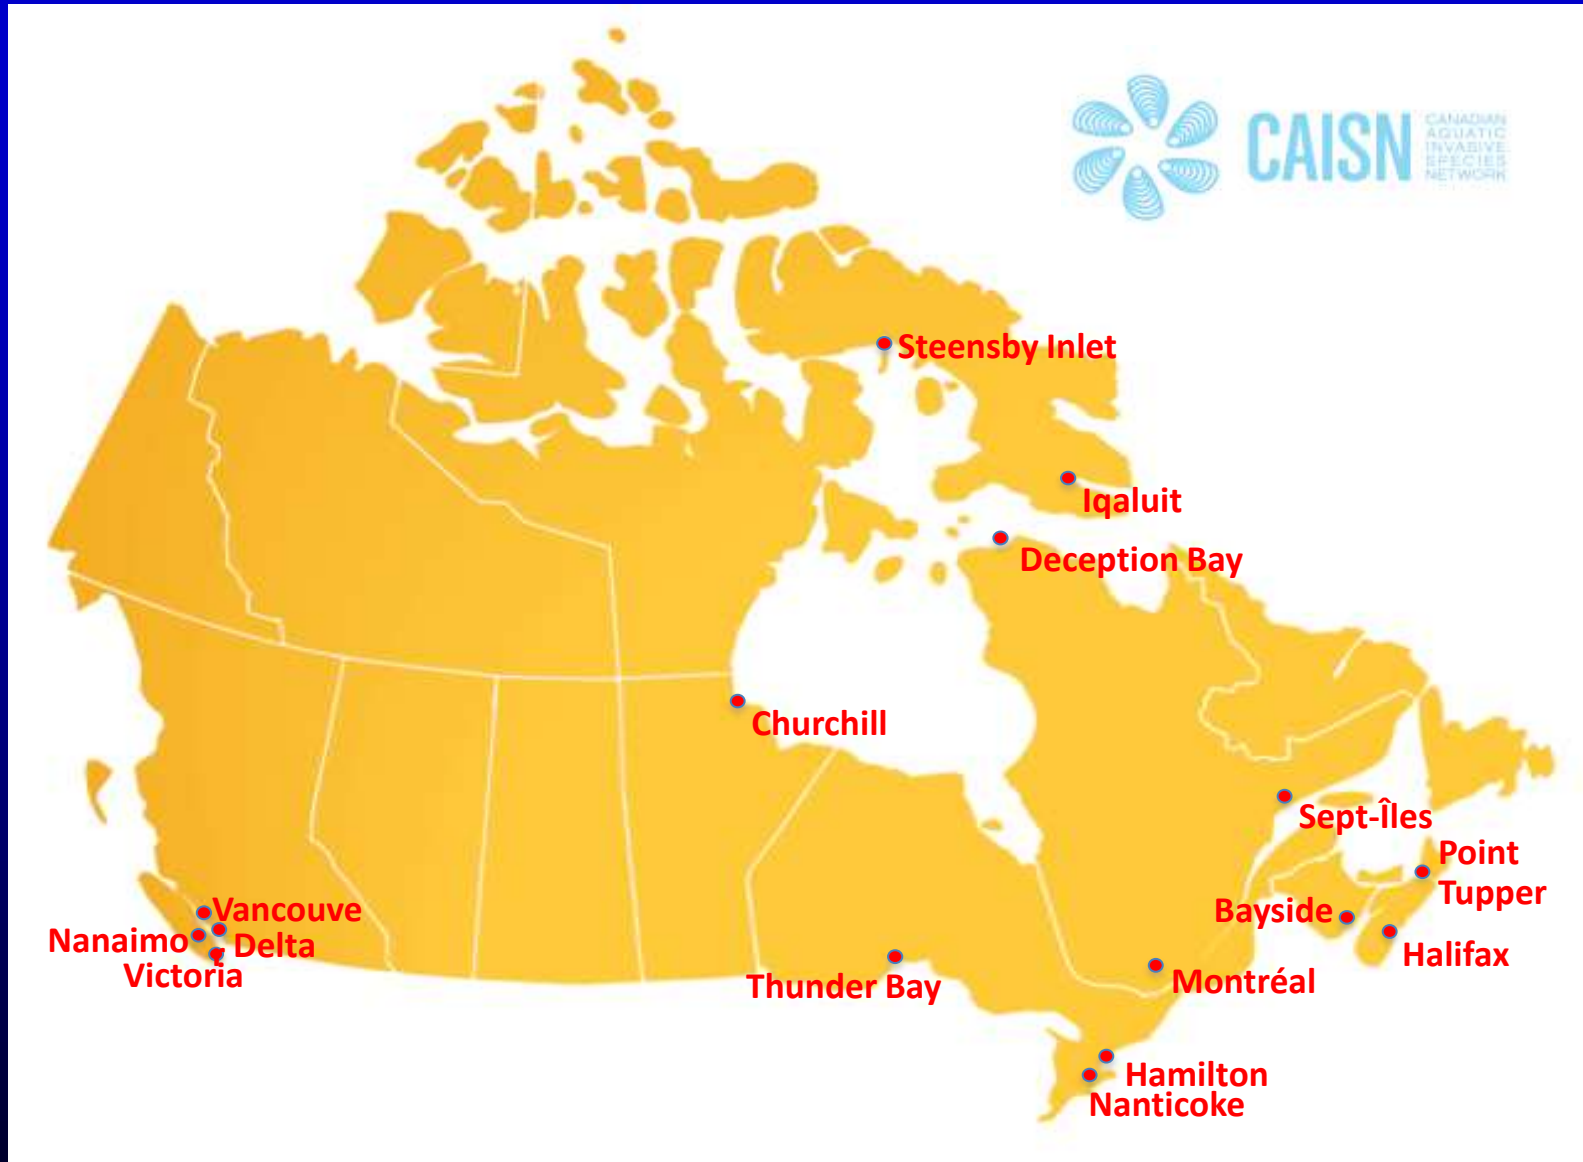 CAISN
CANADIAN
AQUATIC
INVASIVE
SPECIES
NETWORK
Steensby Inlet
Iqaluit
Deception Bay
Churchill
Sept-Îles
Point
Tupper
Bayside
Halifax
Vancouve
Nanaimo
Delta
Victoria
Thunder Bay
Montréal
Hamilton
Nanticoke